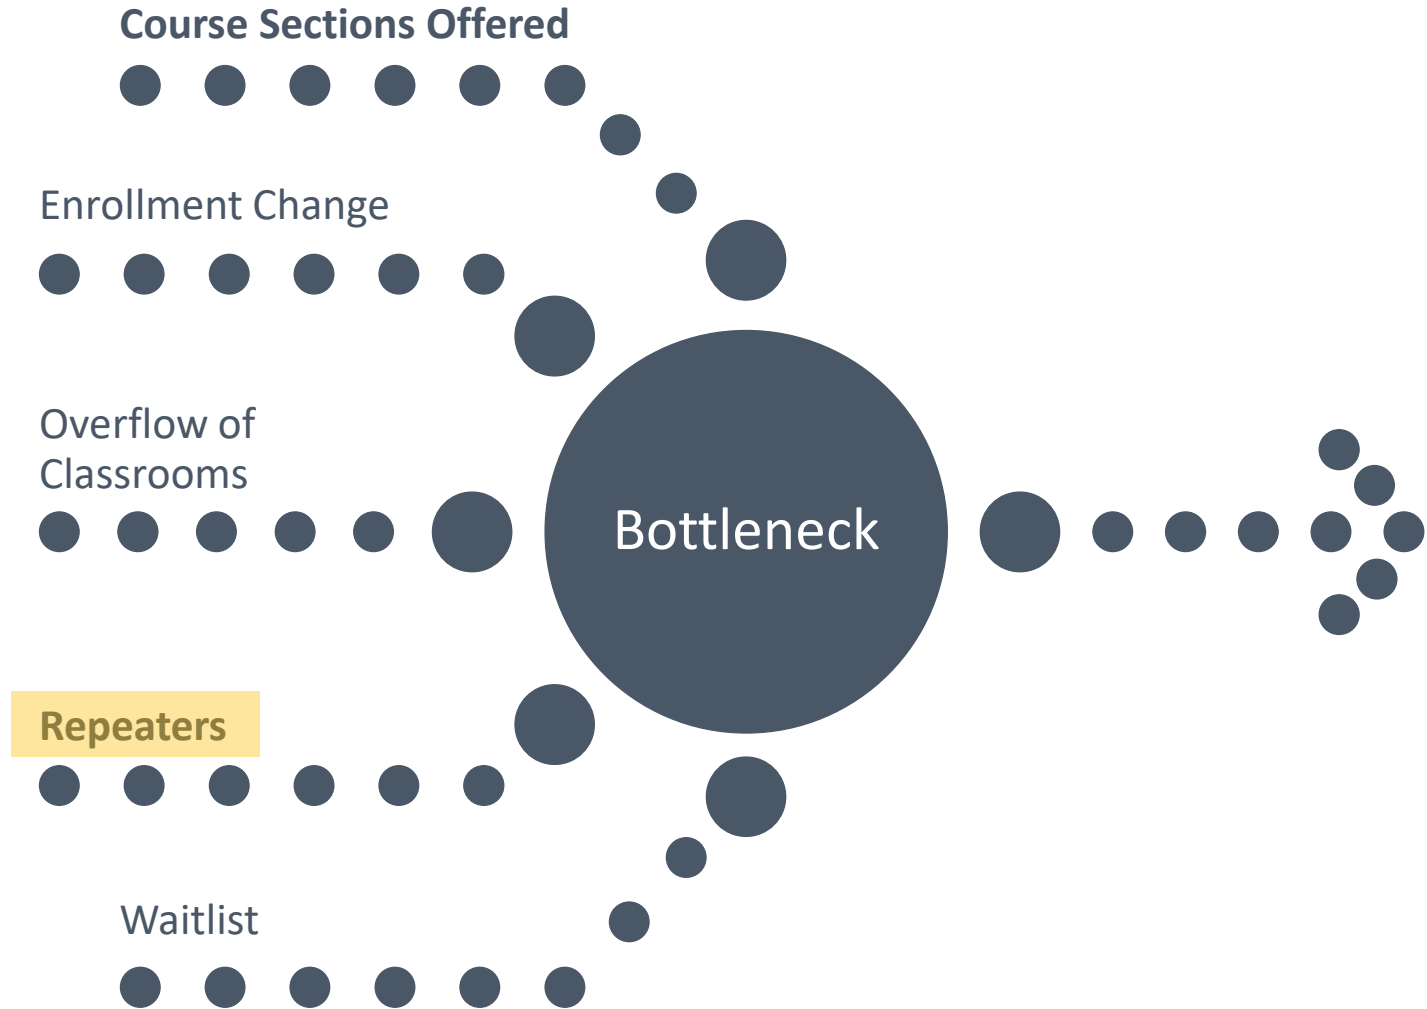 Course Sections Offered
Enrollment Change
Overflow of
Classrooms
Bottleneck
Repeaters
Waitlist